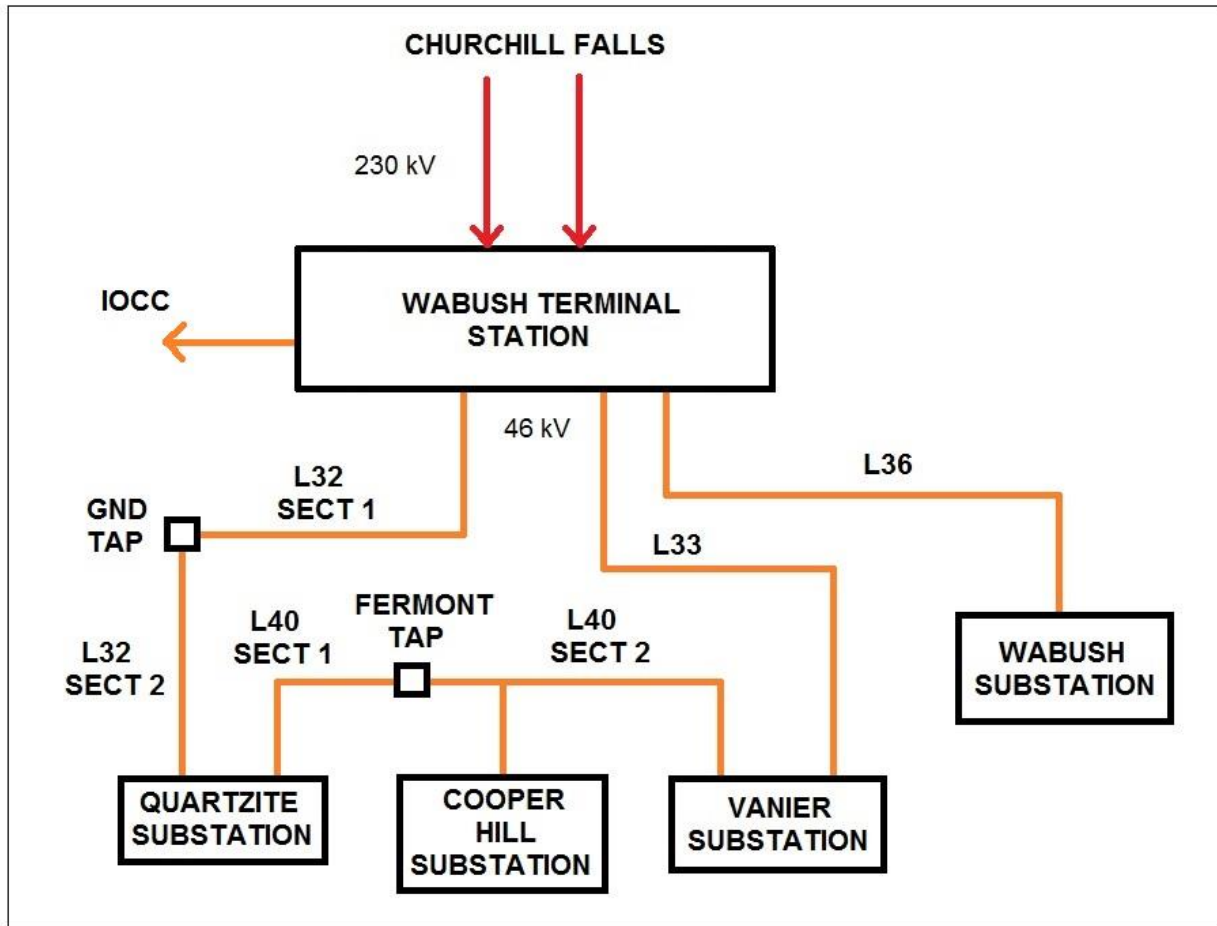 CHURCHILL FALLS
230 kV
IOCC
WABUSH TERMINAL
STATION
46 kV
L32
SECT 1
L36
GND
TAP
L33
FERMONT
TAP
L40
SECT 1
L40
SECT 2
L32
SECT 2
WABUSH
SUBSTATION
QUARTZITE
SUBSTATION
COOPER
HILL
SUBSTATION
VANIER
SUBSTATION